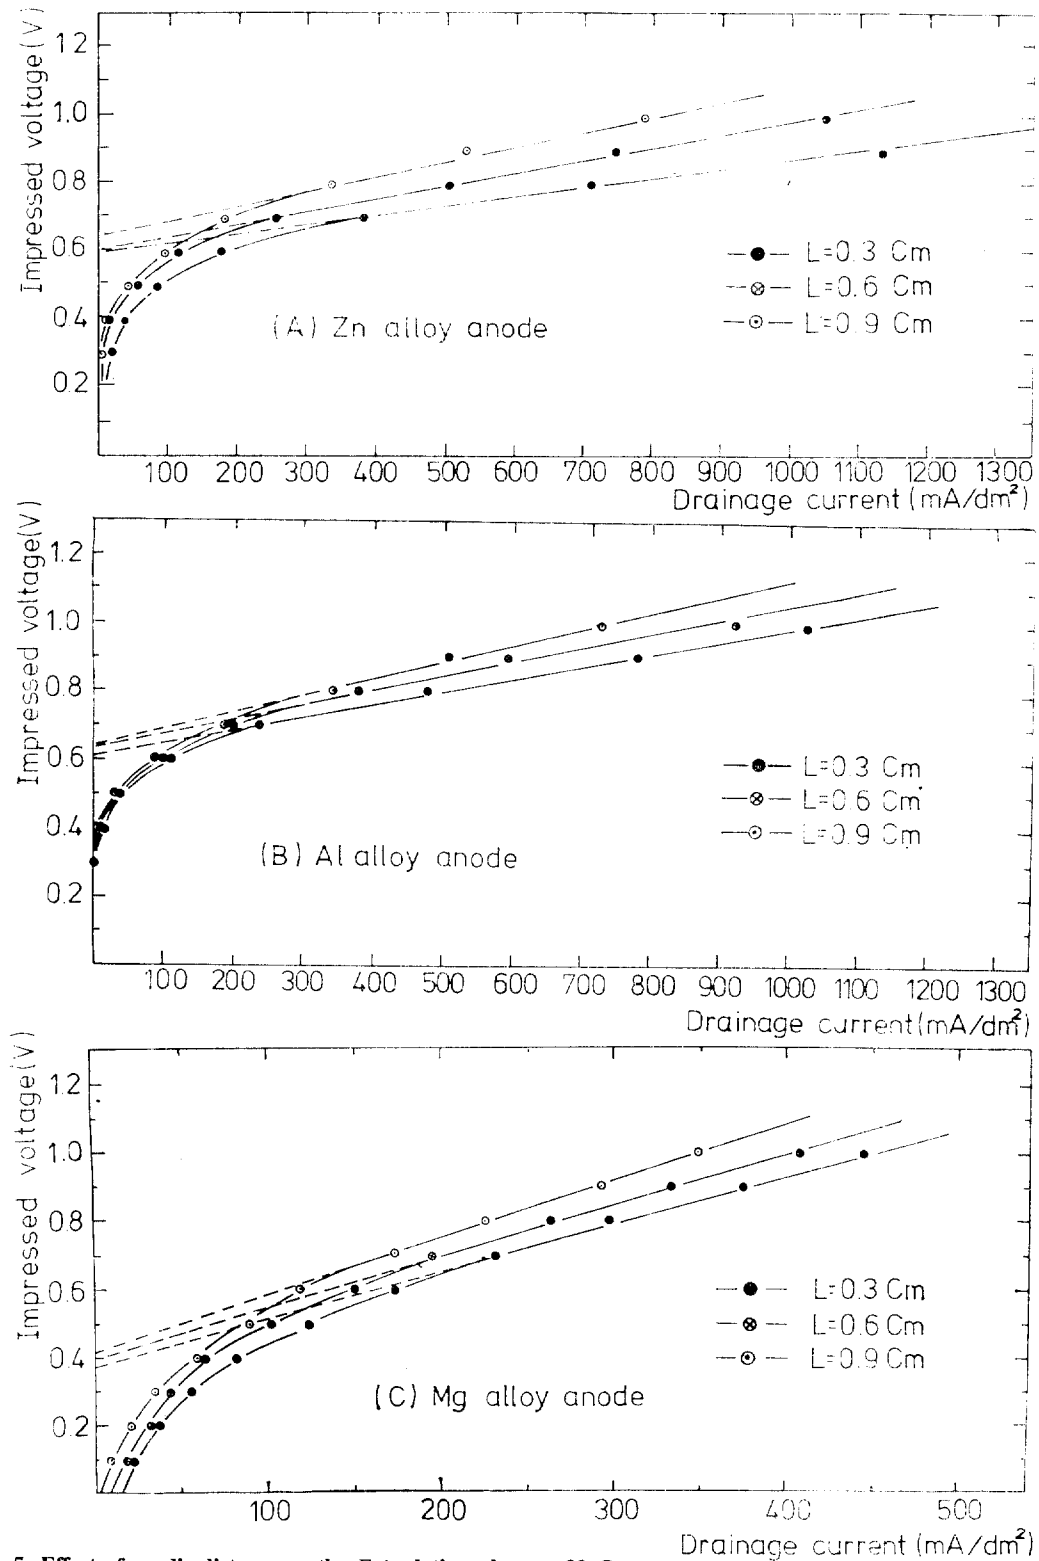 Impressed voltage(V)
1.2
1.0
0.8
0.6
0.4
0.2
L=0.3 Cm
L=0.6 Cm
L=0.9 Cm
(A) Zn alloy anode
100 200 300 400 500 600 700 800 900 1000 1100 1200 1300
Drainage current (mA/dm²)
Impressed voltage(V)
1.2
1.0
0.8
0.6
0.4
0.2
L=0.3 Cm
L=0.6 Cm
L=0.9 Cm
(B) Al alloy anode
100 200 300 400 500 600 700 800 900 1000 1100 1200 1300
Drainage current (mA/dm²)
Impressed voltage(V)
1.2
1.0
0.8
0.6
0.4
0.2
L=0.3 Cm
L=0.6 Cm
L=0.9 Cm
(C) Mg alloy anode
100 200 300 400 500
Drainage current (mA/dm²)